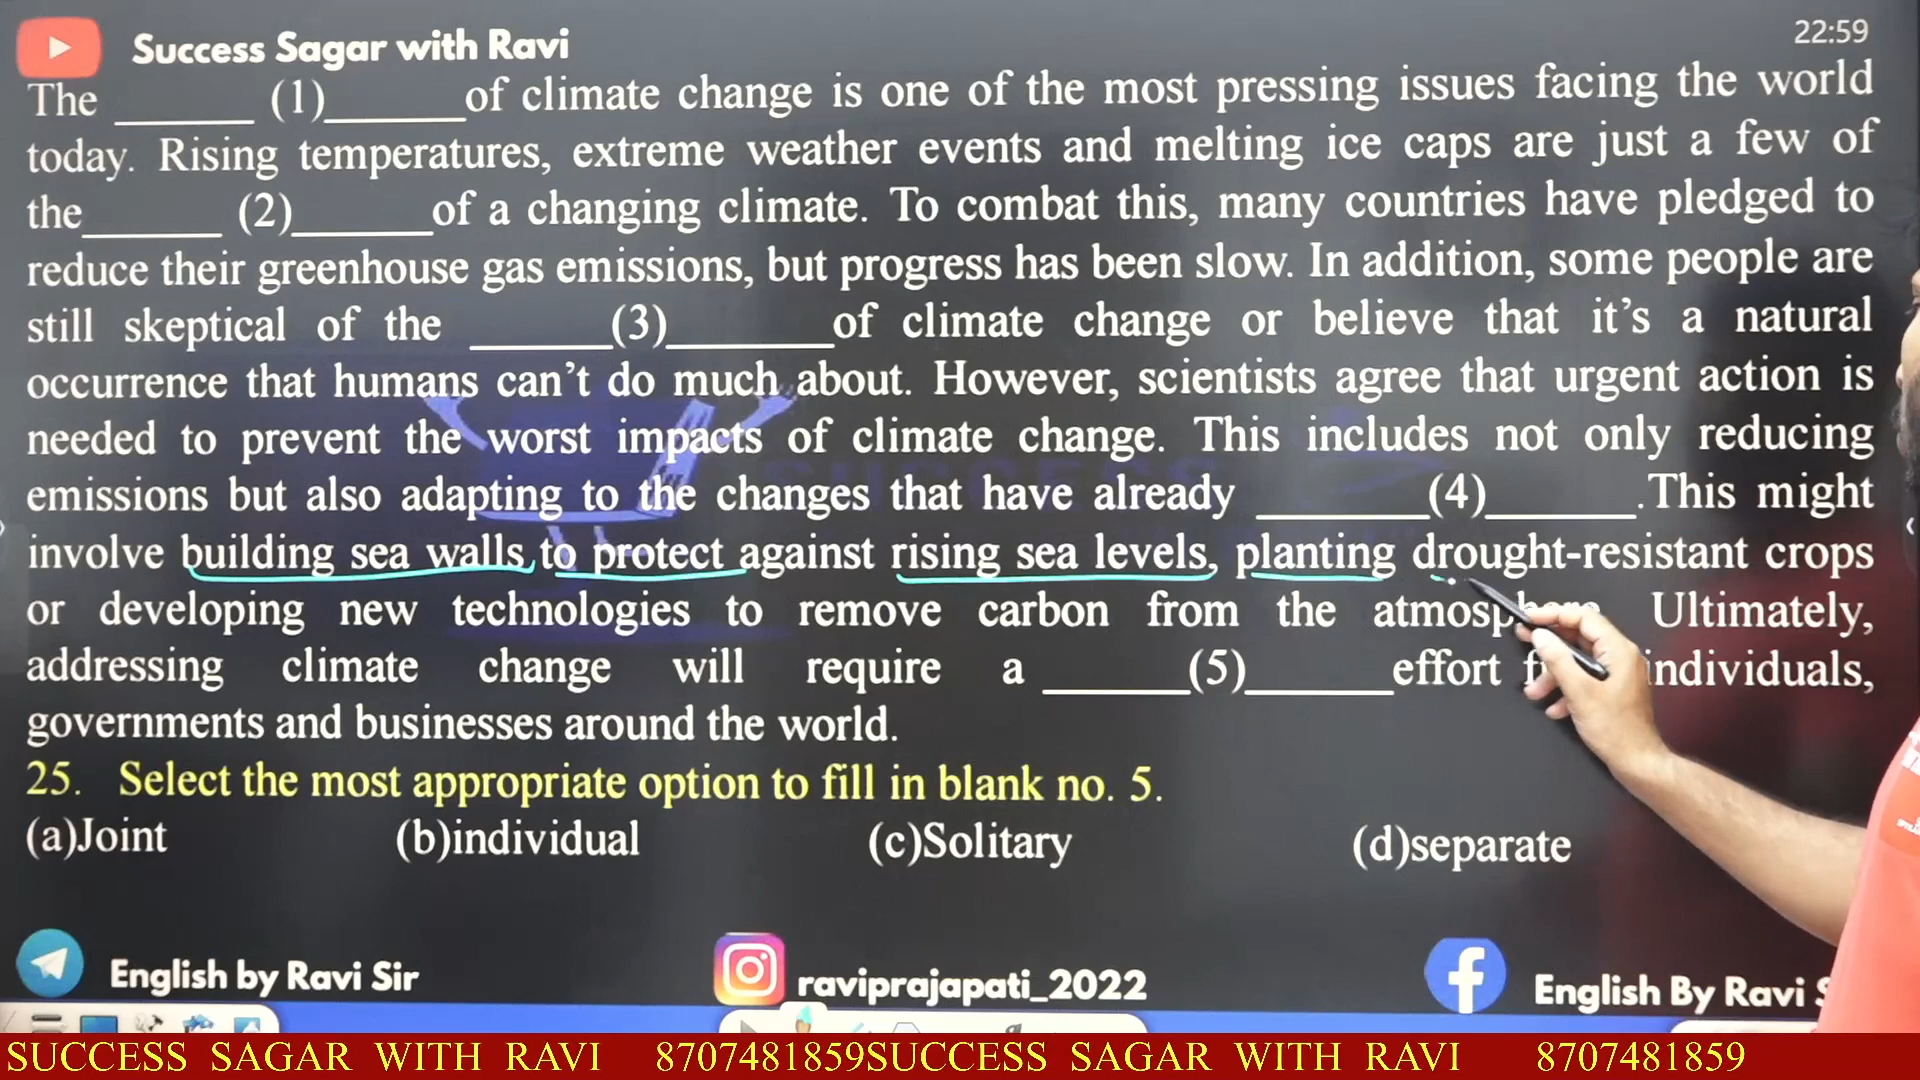 Success Sagar with Ravi
22:59
The ______ (1)______of climate change is one of the most pressing issues facing the world
today. Rising temperatures, extreme weather events and melting ice caps are just a few of
the______ (2)______of a changing climate. To combat this, many countries have pledged to
reduce their greenhouse gas emissions, but progress has been slow. In addition, some people are
still skeptical of the ______(3)_______of climate change or believe that it’s a natural
occurrence that humans can’t do much about. However, scientists agree that urgent action is
needed to prevent the worst impacts of climate change. This includes not only reducing
emissions but also adapting to the changes that have already _______(4)______.This might
involve building sea walls to protect against rising sea levels, planting drought-resistant crops
or developing new technologies to remove carbon from the Ultimately,
addressing climate change will require a ______(5)______effort individuals,
governments and businesses around the world.
25. Select the most appropriate option to fill in blank no. 5.
(a)Joint (b)individual (c)Solitary (d)separate
English by Ravi Sir raviprajapati_2022 English By Ravi
SUCCESS SAGAR WITH RAVI 8707481859SUCCESS SAGAR WITH RAVI 8707481859